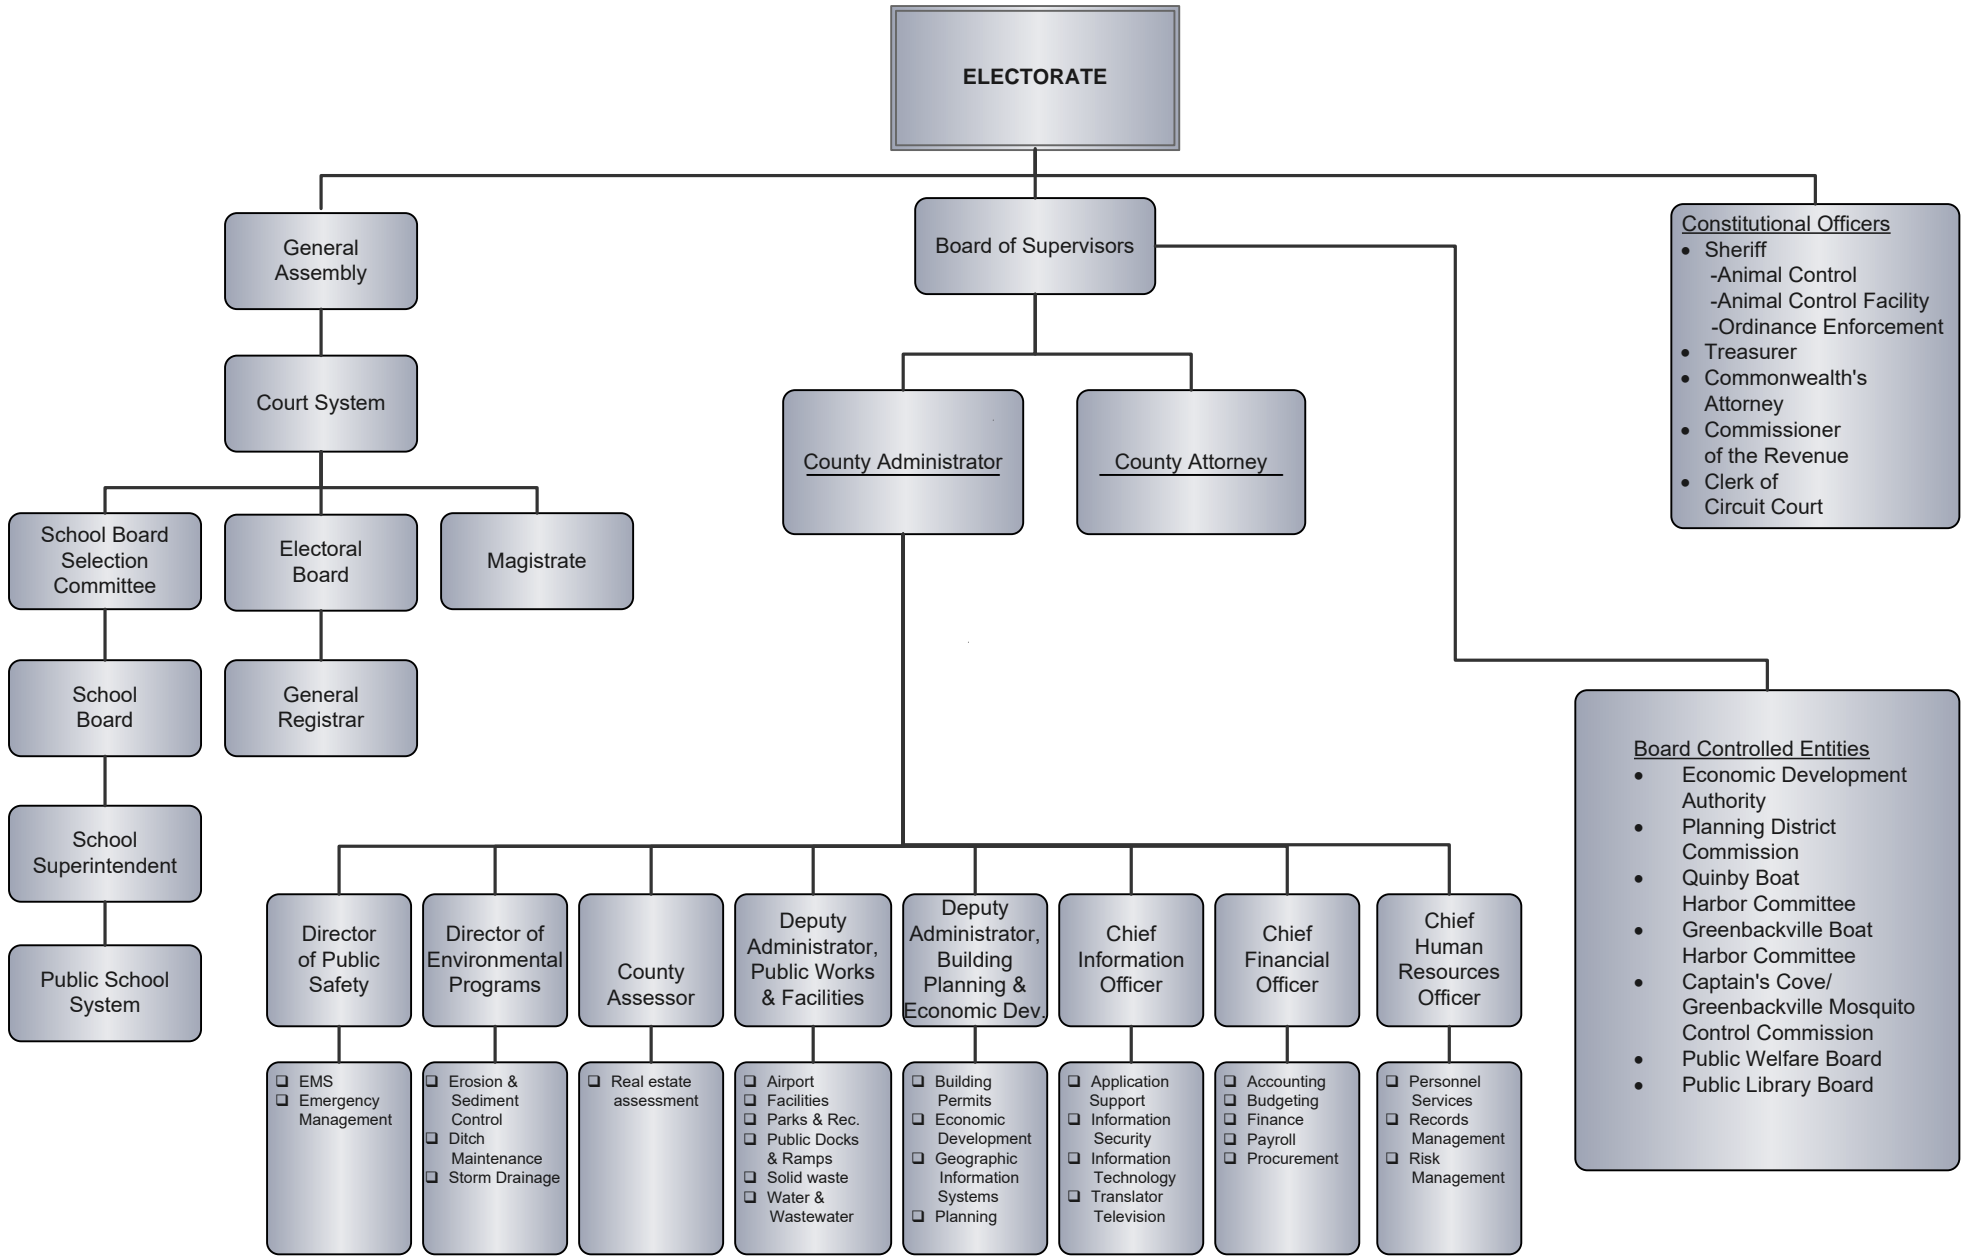 ELECTORATE
General
Assembly
Board of Supervisors
Constitutional Officers
• Sheriff
-Animal Control
-Animal Control Facility
-Ordinance Enforcement
• Treasurer
• Commonwealth's
Attorney
• Commissioner
of the Revenue
• Clerk of
Circuit Court
Court System
County Administrator
County Attorney
School Board
Selection
Committee
Electoral
Board
Magistrate
School
Board
General
Registrar
School
Superintendent
Public School
System
Board Controlled Entities
• Economic Development
Authority
• Planning District
Commission
• Quinby Boat
Harbor Committee
• Greenbackville Boat
Harbor Committee
• Captain's Cove/
Greenbackville Mosquito
Control Commission
• Public Welfare Board
• Public Library Board
Director
of Public
Safety
Director of
Environmental
Programs
County
Assessor
Deputy
Administrator,
Public Works
& Facilities
Deputy
Administrator,
Building
Planning &
Economic Dev.
Chief
Information
Officer
Chief
Financial
Officer
Chief
Human
Resources
Officer
❑ EMS
❑ Emergency
Management
❑ Erosion &
Sediment
Control
❑ Ditch
Maintenance
❑ Storm Drainage
❑ Real estate
assessment
❑ Airport
❑ Facilities
❑ Parks & Rec.
❑ Public Docks
& Ramps
❑ Solid waste
❑ Water &
Wastewater
❑ Building
Permits
❑ Economic
Development
❑ Geographic
Information
Systems
❑ Planning
❑ Application
Support
❑ Information
Security
❑ Information
Technology
❑ Translator
Television
❑ Accounting
❑ Budgeting
❑ Finance
❑ Payroll
❑ Procurement
❑ Personnel
Services
❑ Records
Management
❑ Risk
Management